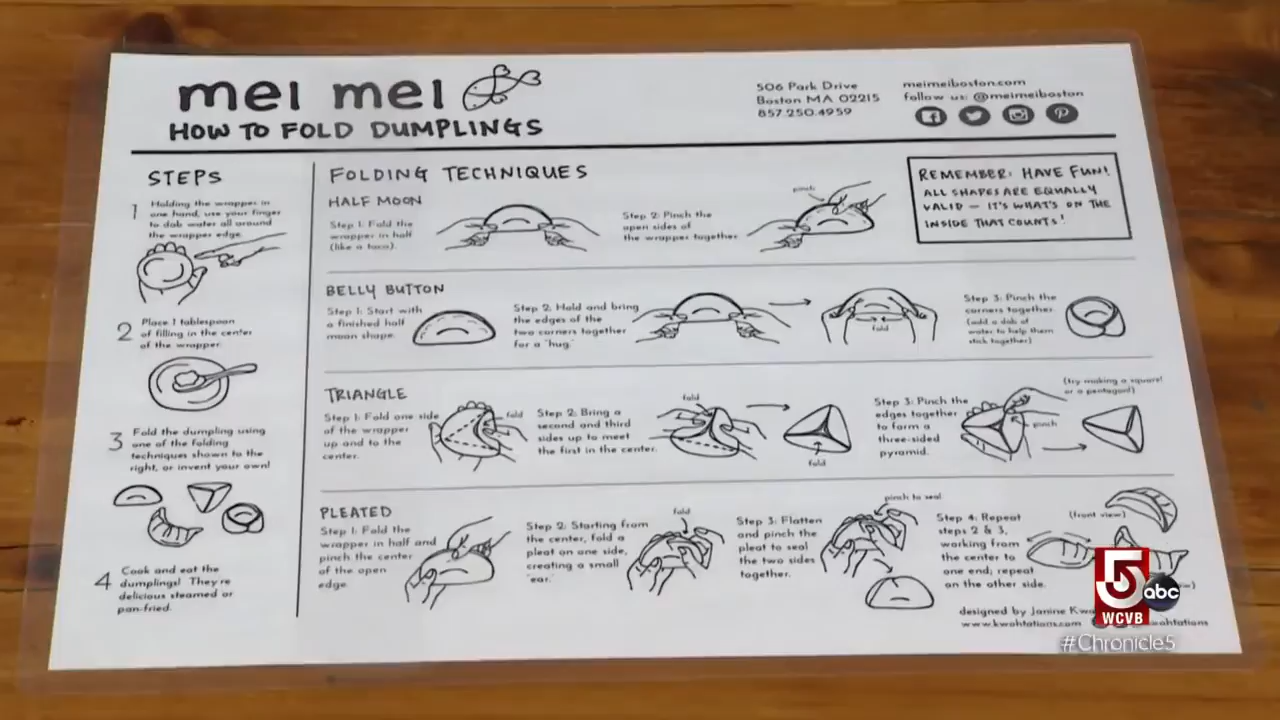 mei mei
HOW TO FOLD DUMPLINGS
506 Park Drive
Boston MA 02215
857.250.4959
meimeiboston.com
follow us: @meimeiboston
STEPS
1
Holding the wrapper in
one hand, use your finger
to dab water all around
the wrapper edge.
2
Place 1 tablespoon
of filling in the center
of the wrapper.
3
Fold the dumpling using
one of the folding
techniques shown to the
right, or invent your own!
4
Cook and eat the
dumplings! They're
delicious steamed or
pan-fried.
FOLDING TECHNIQUES
REMEMBER: HAVE FUN!
ALL SHAPES ARE EQUALLY
VALID – IT'S WHAT'S ON THE
INSIDE THAT COUNTS!
HALF MOON
Step 1: Fold the
wrapper in half
(like a taco).
Step 2: Pinch the
open sides of
the wrapper together
pinch
BELLY BUTTON
Step 1: Start with
a finished half
moon shape.
Step 2: Hold and bring
the edges of the
two corners together
for a "hug."
fold
Step 3: Pinch the
corners together
(add a dab of
water to help them
stick together)
TRIANGLE
Step 1: Fold one side
of the wrapper
up and to the
center.
fold
Step 2: Bring a
second and third
sides up to meet
the first in the center.
fold
fold
Step 3: Pinch the
edges together
to form a
three-sided
pyramid.
pinch
(try making a square!
or a pentagon!)
PLEATED
Step 1: Fold the
wrapper in half and
pinch the center
of the open
edge.
Step 2: Starting from
the center, fold a
pleat on one side,
creating a small
"ear."
fold
Step 3: Flatten
and pinch the
pleat to seal
the two sides
together.
pinch to seal
Step 4: Repeat
steps 2 & 3,
working from
the center to
one end; repeat
on the other side.
(front view)
designed by Janine
www.kwohtations.com
5 abc
WCVB
#Chronicle5